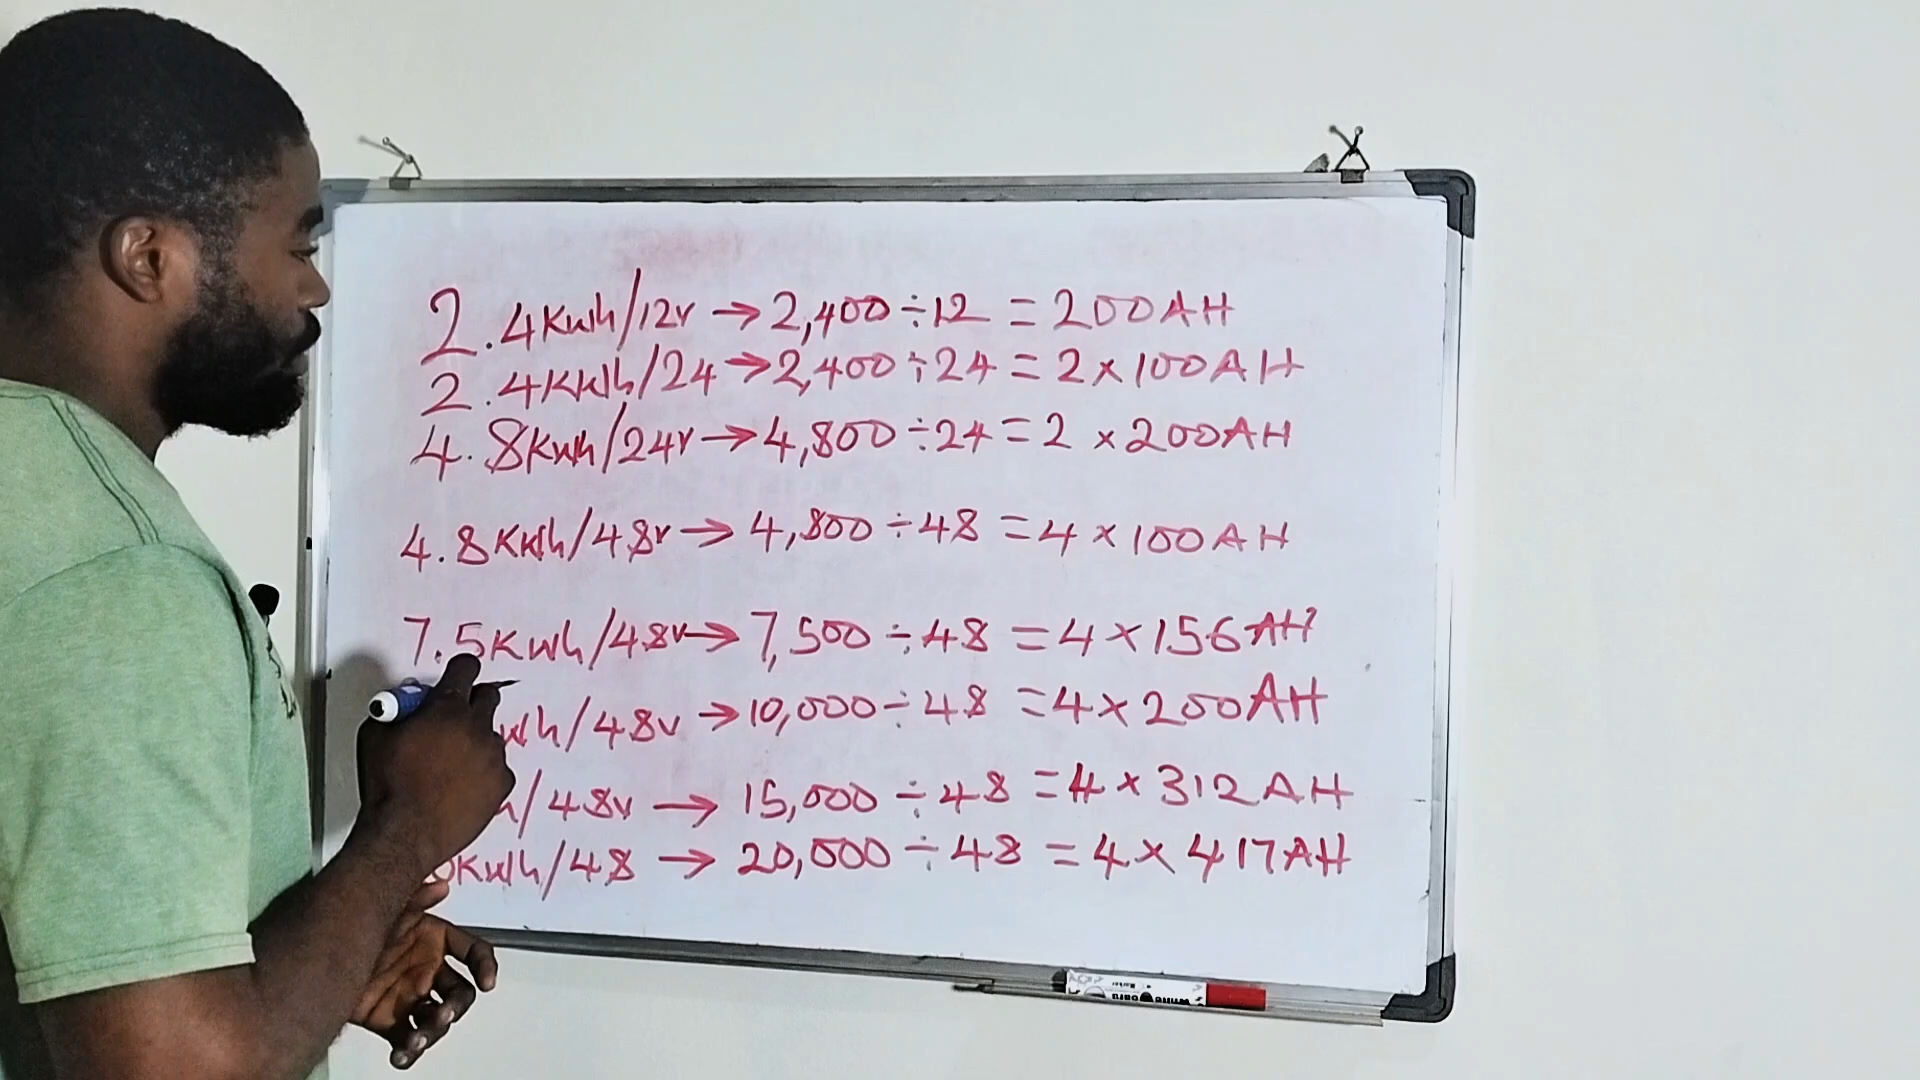 2.4Kwh/12v → 2,400 ÷ 12 = 200AH
2.4Kwh/24 → 2,400 ÷ 24 = 2 × 100AH
4.8Kwh/24v → 4,800 ÷ 24 = 2 × 200AH
4.8Kwh/48v → 4,800 ÷ 48 = 4 × 100AH
7.5Kwh/48v → 7,500 ÷ 48 = 4 × 156AH
wh/48v → 10,000 ÷ 48 = 4 × 200AH
h/48v → 15,000 ÷ 48 = 4 × 312AH
0Kwh/48 → 20,000 ÷ 48 = 4 × 417AH
Marker